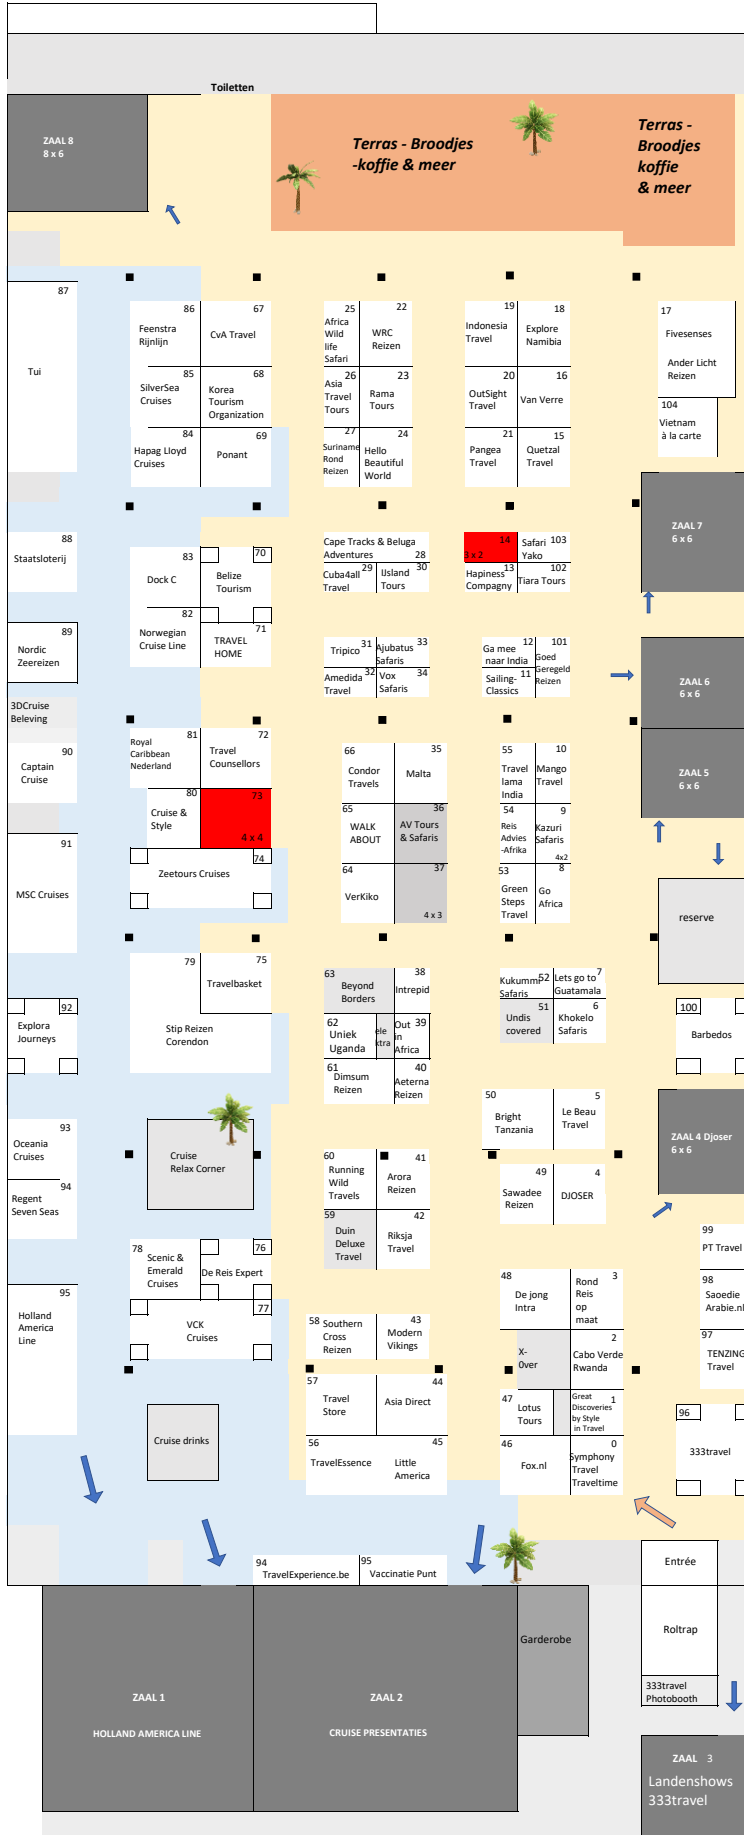 Toiletten
ZAAL 8
8 x 6
Terras - Broodjes
-koffie & meer
Terras -
Broodjes
koffie
& meer
87
Tui
86
Feenstra
Rijnlijn
67
CvA Travel
25
Africa
Wild
life
Safari
22
WRC
Reizen
19
Indonesia
Travel
18
Explore
Namibia
17
Fivesenses
Ander Licht
Reizen
85
SilverSea
Cruises
68
Korea
Tourism
Organization
26
Asia
Travel
Tours
23
Rama
Tours
20
OutSight
Travel
16
Van Verre
104
Vietnam
à la carte
84
Hapag Lloyd
Cruises
69
Ponant
27
Suriname
Rond
Reizen
24
Hello
Beautiful
World
21
Pangea
Travel
15
Quetzal
Travel
ZAAL 7
6 x 6
88
Staatsloterij
83
Dock C
70
Belize
Tourism
Cape Tracks & Beluga
Adventures
28
14
3 x 2
Safari
Yako
103
29
Cuba4all
Travel
30
IJsland
Tours
13
Hapiness
Compagny
102
Tiara Tours
89
Nordic
Zeereizen
82
Norwegian
Cruise Line
71
TRAVEL
HOME
Tripico
31
Ajubatus
Safaris
33
Ga mee
naar India
12
101
Goed
Geregeld
Reizen
Amedida
Travel
32
Vox
Safaris
34
Sailing-
Classics
11
ZAAL 6
6 x 6
3DCruise
Beleving
90
Captain
Cruise
81
Royal
Caribbean
Nederland
72
Travel
Counsellors
66
Condor
Travels
35
Malta
55
Travel
lama
India
10
Mango
Travel
ZAAL 5
6 x 6
80
Cruise &
Style
73
4 x 4
65
WALK
ABOUT
36
AV Tours
& Safaris
54
Reis
Advies
-Afrika
9
Kazuri
Safaris
4x2
91
MSC Cruises
74
Zeetours Cruises
64
VerKiko
37
4 x 3
53
Green
Steps
Travel
8
Go
Africa
reserve
79
Stip Reizen
Corendon
75
Travelbasket
63
Beyond
Borders
38
Intrepid
Kukummi
Safaris
52
Lets go to
Guatamala
7
92
Explora
Journeys
62
Uniek
Uganda
ele
ktra
Out
in
Africa
39
51
Undis
covered
6
Khokelo
Safaris
100
Barbedos
61
Dimsum
Reizen
40
Aeterna
Reizen
93
Oceania
Cruises
Cruise
Relax Corner
50
Bright
Tanzania
5
Le Beau
Travel
ZAAL 4 Djoser
6 x 6
94
Regent
Seven Seas
60
Running
Wild
Travels
41
Arora
Reizen
49
Sawadee
Reizen
4
DJOSER
59
Duin
Deluxe
Travel
42
Riksja
Travel
99
PT Travel
78
Scenic &
Emerald
Cruises
76
De Reis Expert
48
De jong
Intra
3
Rond
Reis
op
maat
98
Saoedie
Arabie.nl
95
Holland
America
Line
77
VCK
Cruises
58
Southern
Cross
Reizen
43
Modern
Vikings
X-
0ver
2
Cabo Verde
Rwanda
97
TENZING
Travel
57
Travel
Store
44
Asia Direct
47
Lotus
Tours
Great
Discoveries
by Style
in Travel
1
96
333travel
Cruise drinks
56
TravelEssence
45
Little
America
46
Fox.nl
0
Symphony
Travel
Traveltime
94
TravelExperience.be
95
Vaccinatie Punt
Entrée
Garderobe
Roltrap
333travel
Photobooth
ZAAL 1
HOLLAND AMERICA LINE
ZAAL 2
CRUISE PRESENTATIES
ZAAL 3
Landenshows
333travel